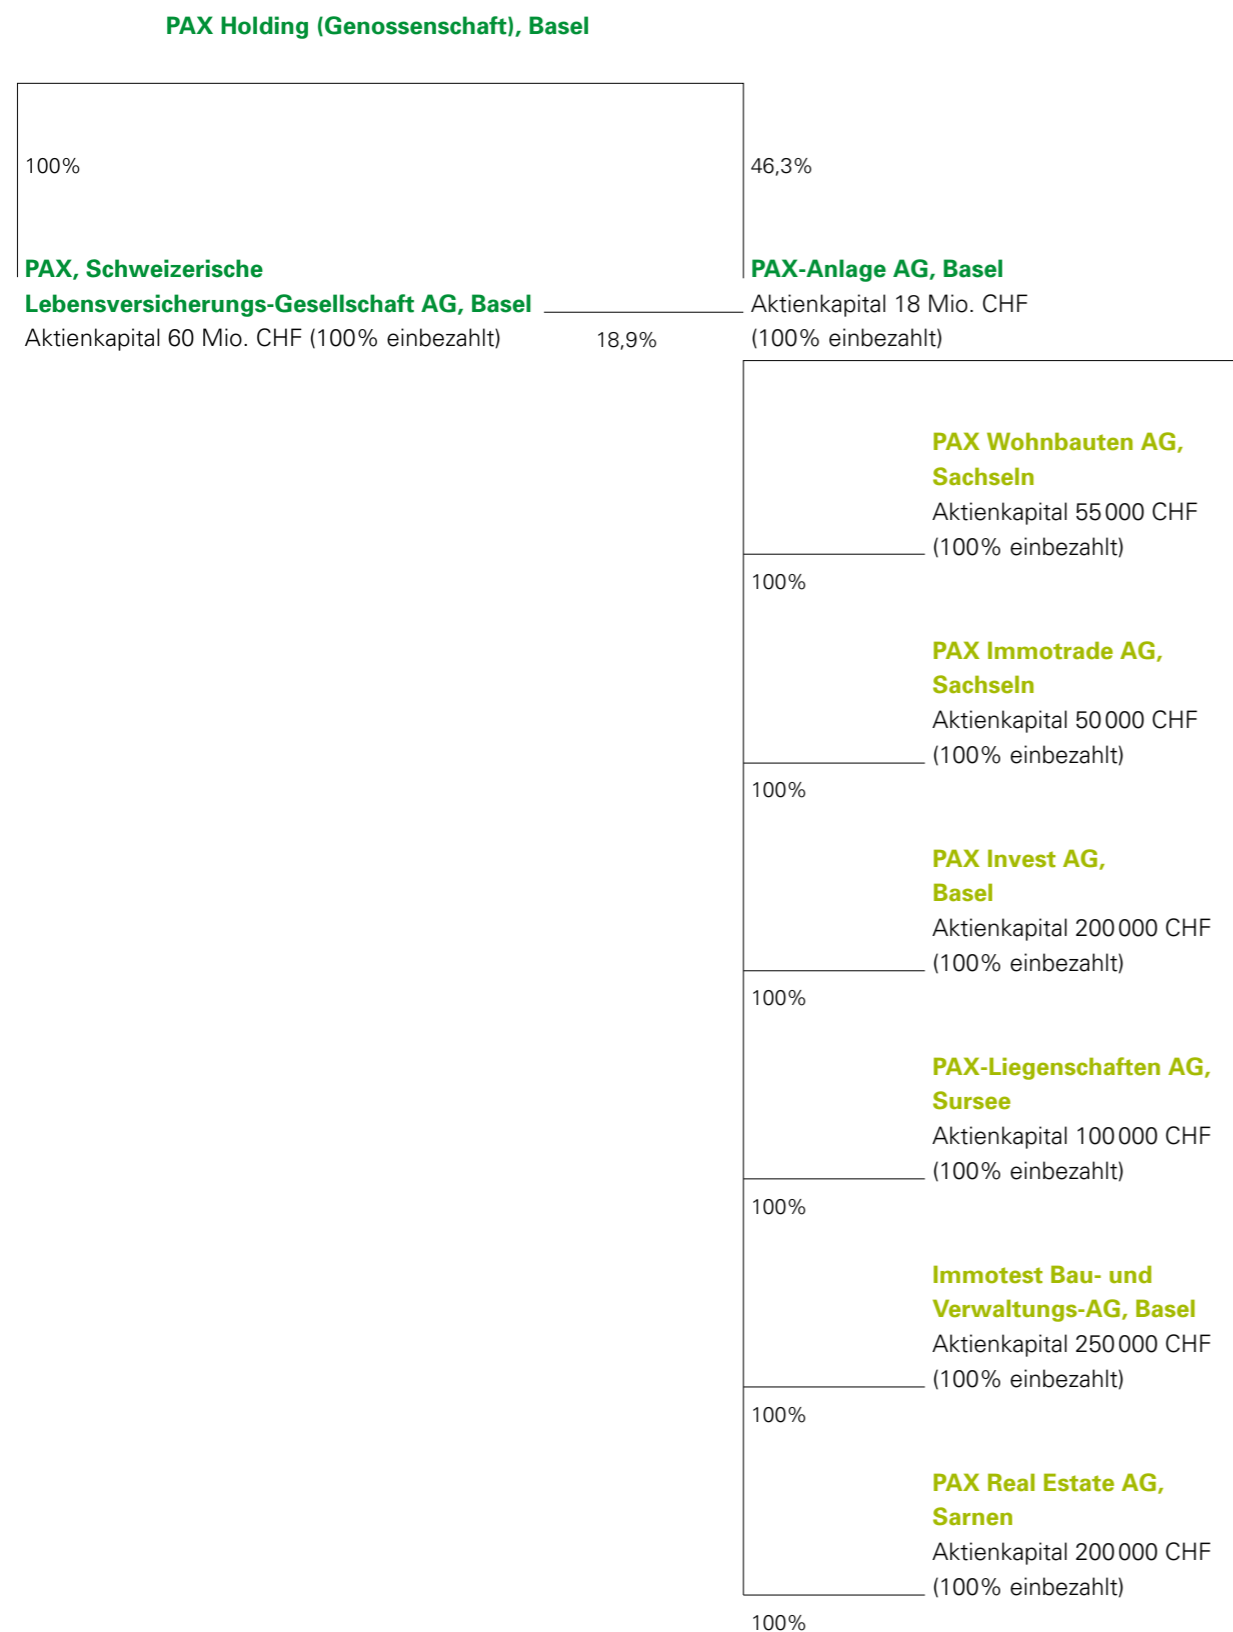 PAX Holding (Genossenschaft), Basel
100%
46,3%
PAX, Schweizerische
Lebensversicherungs-Gesellschaft AG, Basel
Aktienkapital 60 Mio. CHF (100% einbezahlt)
18,9%
PAX-Anlage AG, Basel
Aktienkapital 18 Mio. CHF
(100% einbezahlt)
PAX Wohnbauten AG,
Sachseln
Aktienkapital 55 000 CHF
(100% einbezahlt)
100%
PAX Immotrade AG,
Sachseln
Aktienkapital 50 000 CHF
(100% einbezahlt)
100%
PAX Invest AG,
Basel
Aktienkapital 200 000 CHF
(100% einbezahlt)
100%
PAX-Liegenschaften AG,
Sursee
Aktienkapital 100 000 CHF
(100% einbezahlt)
100%
Immotest Bau- und
Verwaltungs-AG, Basel
Aktienkapital 250 000 CHF
(100% einbezahlt)
100%
PAX Real Estate AG,
Sarnen
Aktienkapital 200 000 CHF
(100% einbezahlt)
100%